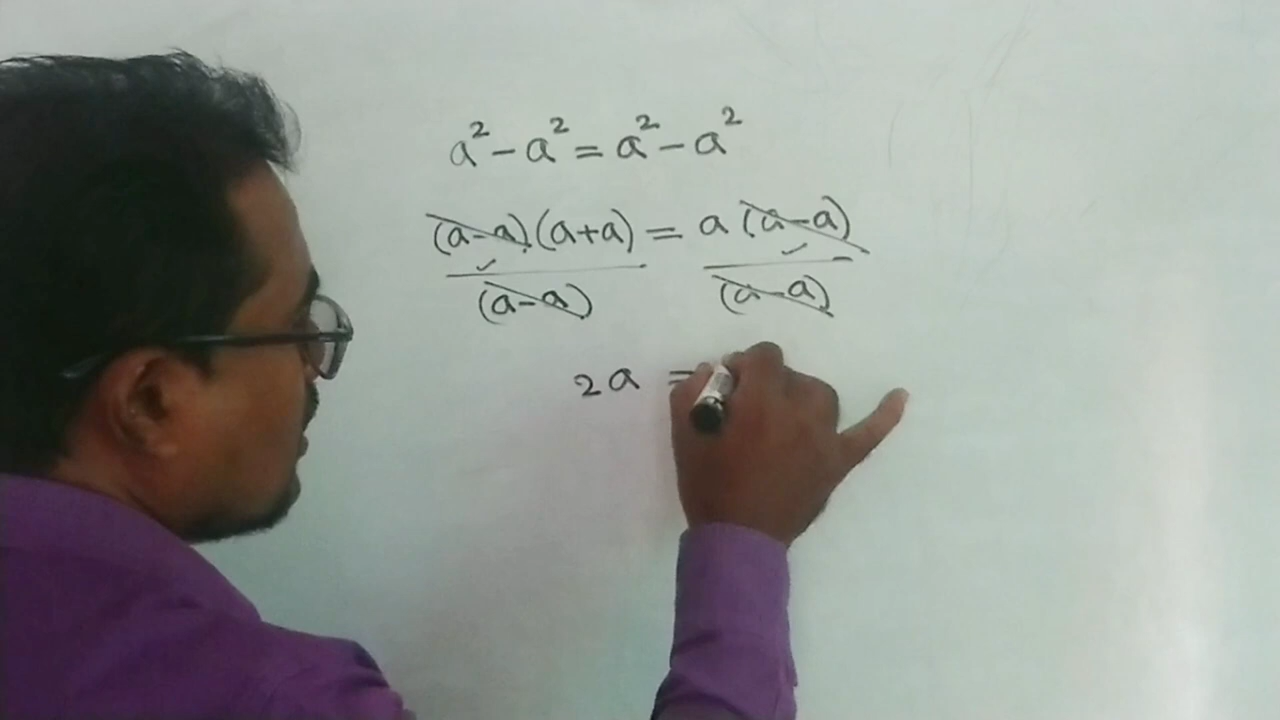 a² - a² = a² - a²
(a-a)(a+a) = a(a-a)
(a-a) (a-a)
2a =